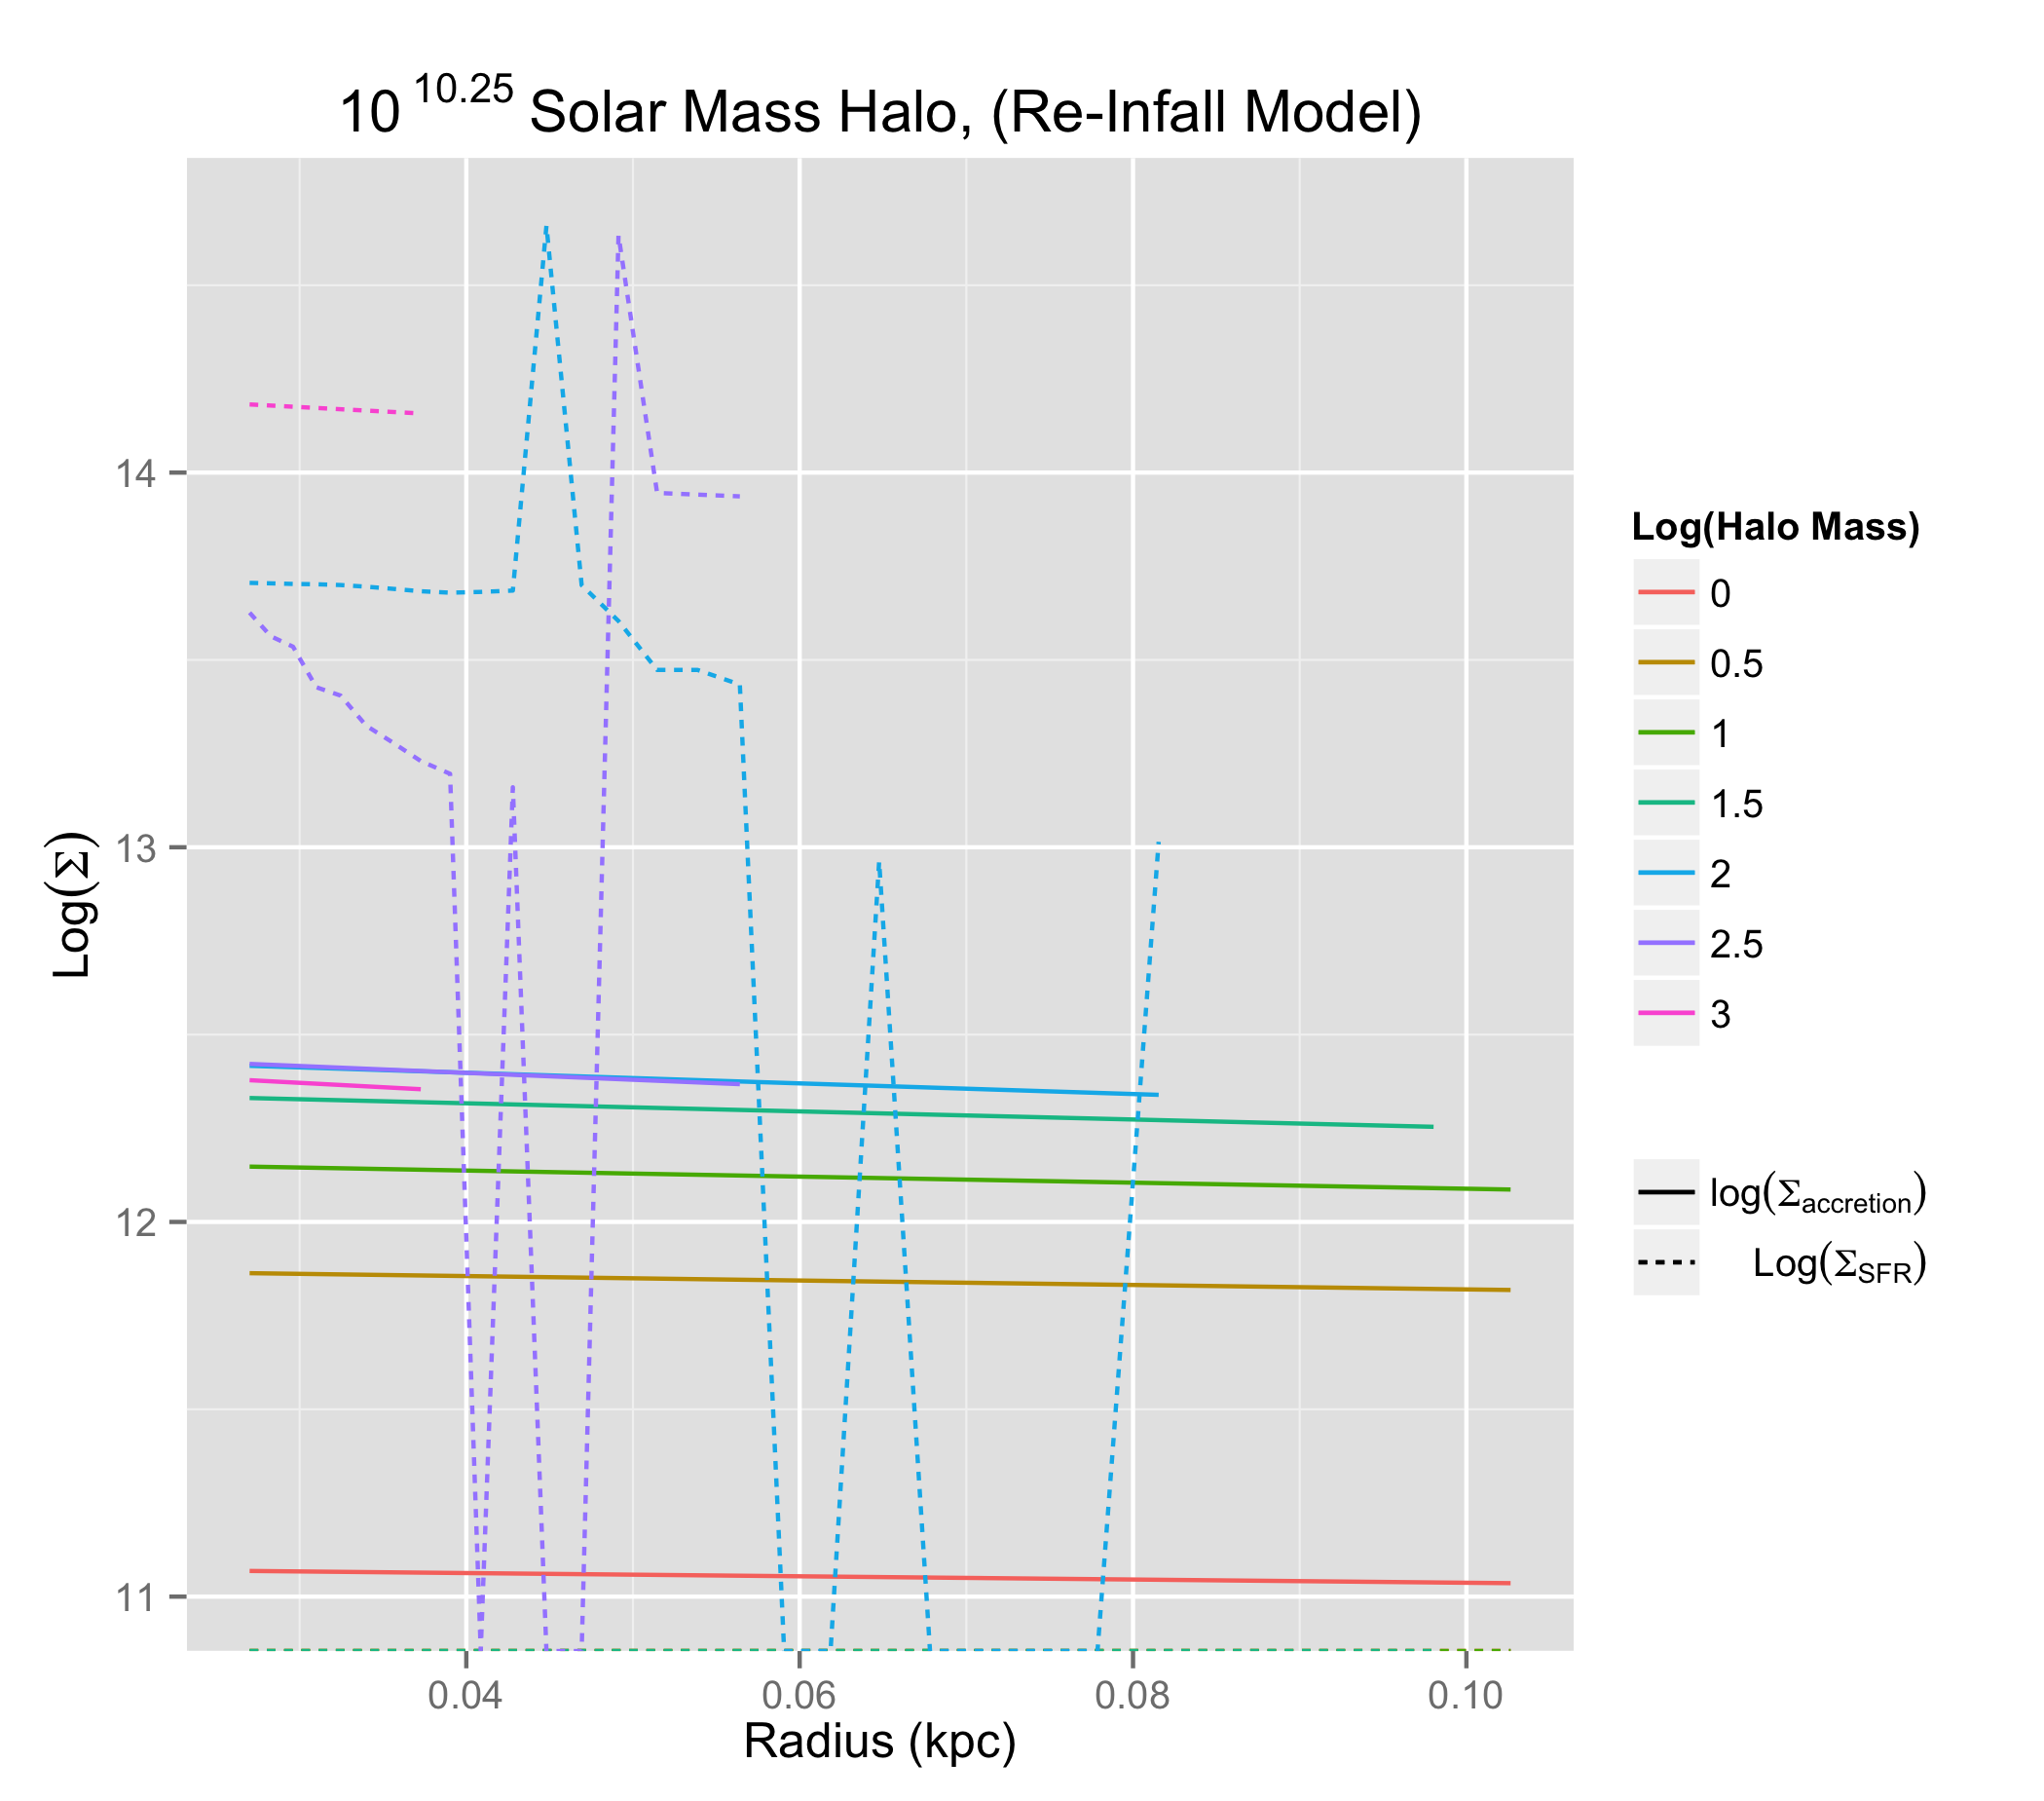 10^10.25 Solar Mass Halo, (Re-Infall Model)
14
13
12
11
Log(Σ)
0.04 0.06 0.08 0.10
Radius (kpc)
Log(Halo Mass)
0
0.5
1
1.5
2
2.5
3
log(Σaccretion)
Log(ΣSFR)